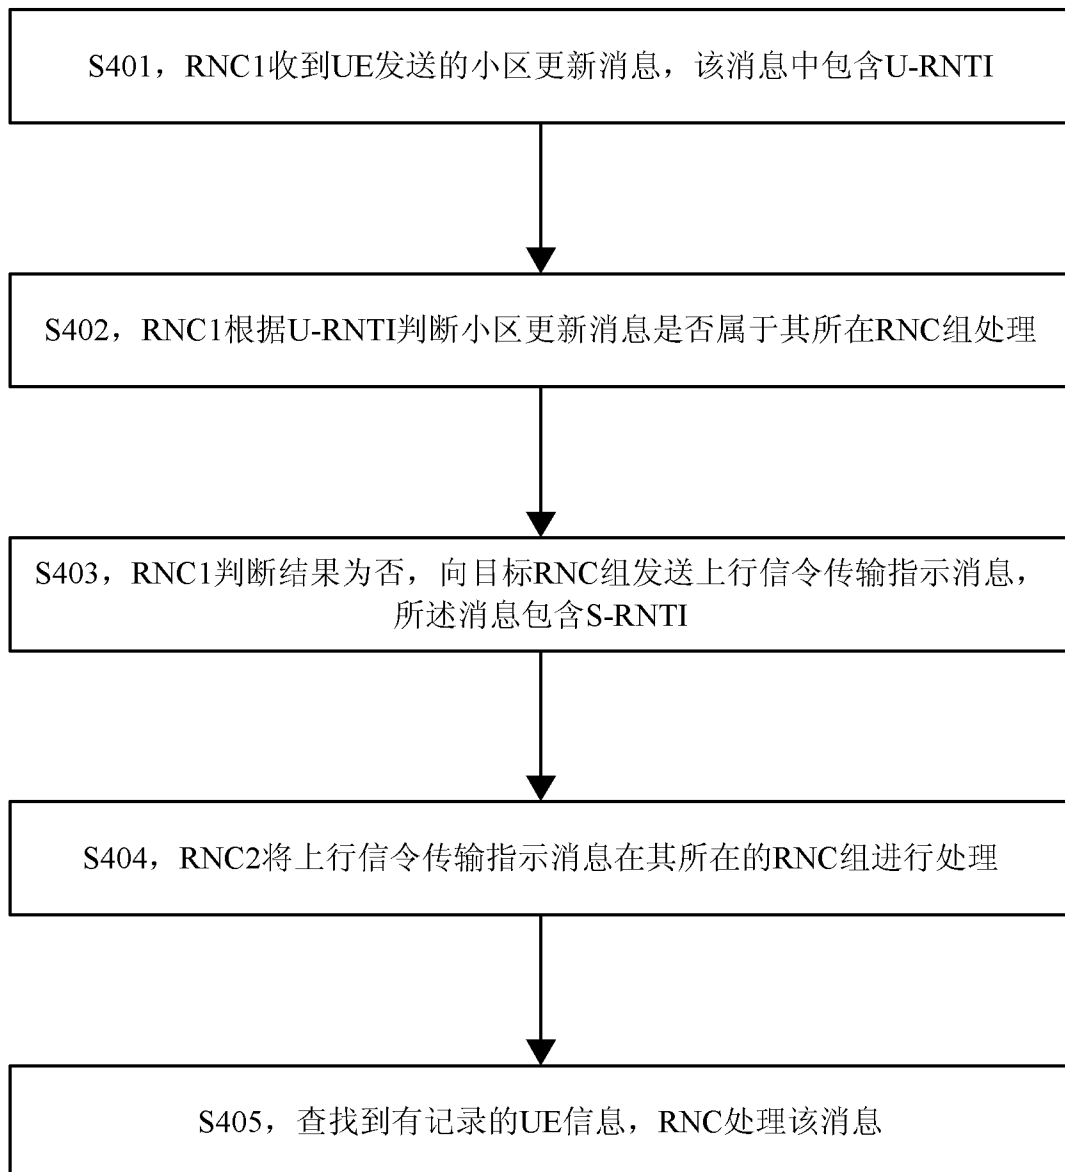 S401，RNC1收到UE发送的小区更新消息，该消息中包含U-RNTI
S402，RNC1根据U-RNTI判断小区更新消息是否属于其所在RNC组处理
S403，RNC1判断结果为否，向目标RNC组发送上行信令传输指示消息，
所述消息包含S-RNTI
S404，RNC2将上行信令传输指示消息在其所在的RNC组进行处理
S405，查找到有记录的UE信息，RNC处理该消息